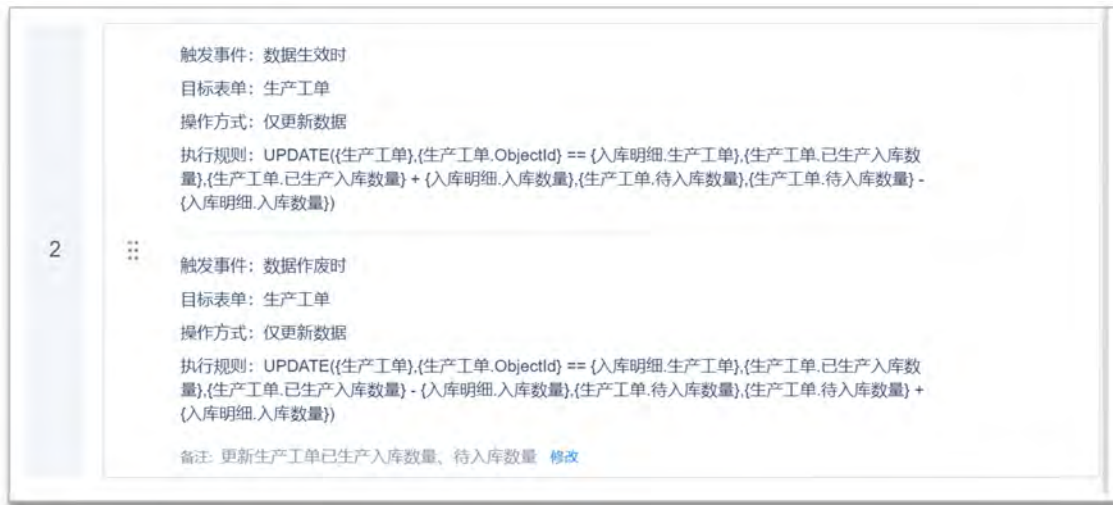 触发事件：数据生效时
目标表单：生产工单
操作方式：仅更新数据
执行规则：UPDATE({生产工单},{生产工单.ObjectId} == {入库明细.生产工单},{生产工单.已生产入库数
量},{生产工单.已生产入库数量} + {入库明细.入库数量},{生产工单.待入库数量},{生产工单.待入库数量} -
{入库明细.入库数量})
2
触发事件：数据作废时
目标表单：生产工单
操作方式：仅更新数据
执行规则：UPDATE({生产工单},{生产工单.ObjectId} == {入库明细.生产工单},{生产工单.已生产入库数
量},{生产工单.已生产入库数量} - {入库明细.入库数量},{生产工单.待入库数量},{生产工单.待入库数量} +
{入库明细.入库数量})
备注: 更新生产工单已生产入库数量、待入库数量 修改